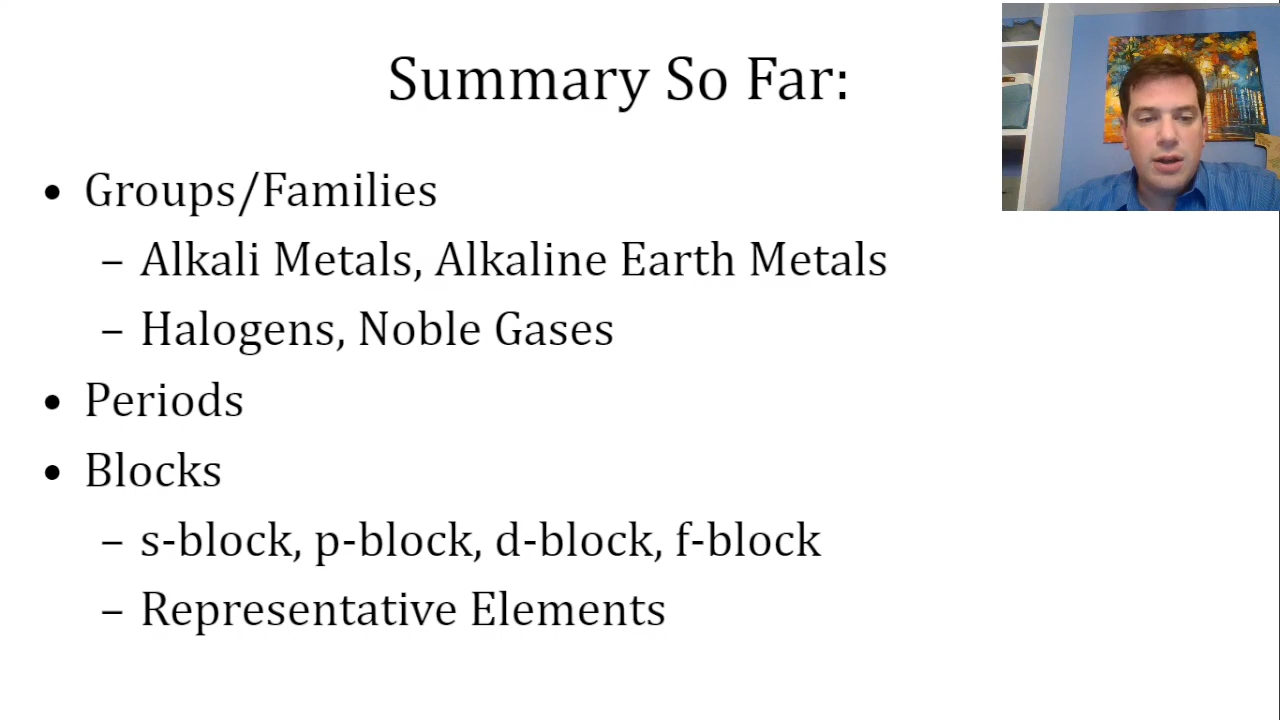 Summary So Far:
• Groups/Families
– Alkali Metals, Alkaline Earth Metals
– Halogens, Noble Gases
• Periods
• Blocks
– s-block, p-block, d-block, f-block
– Representative Elements